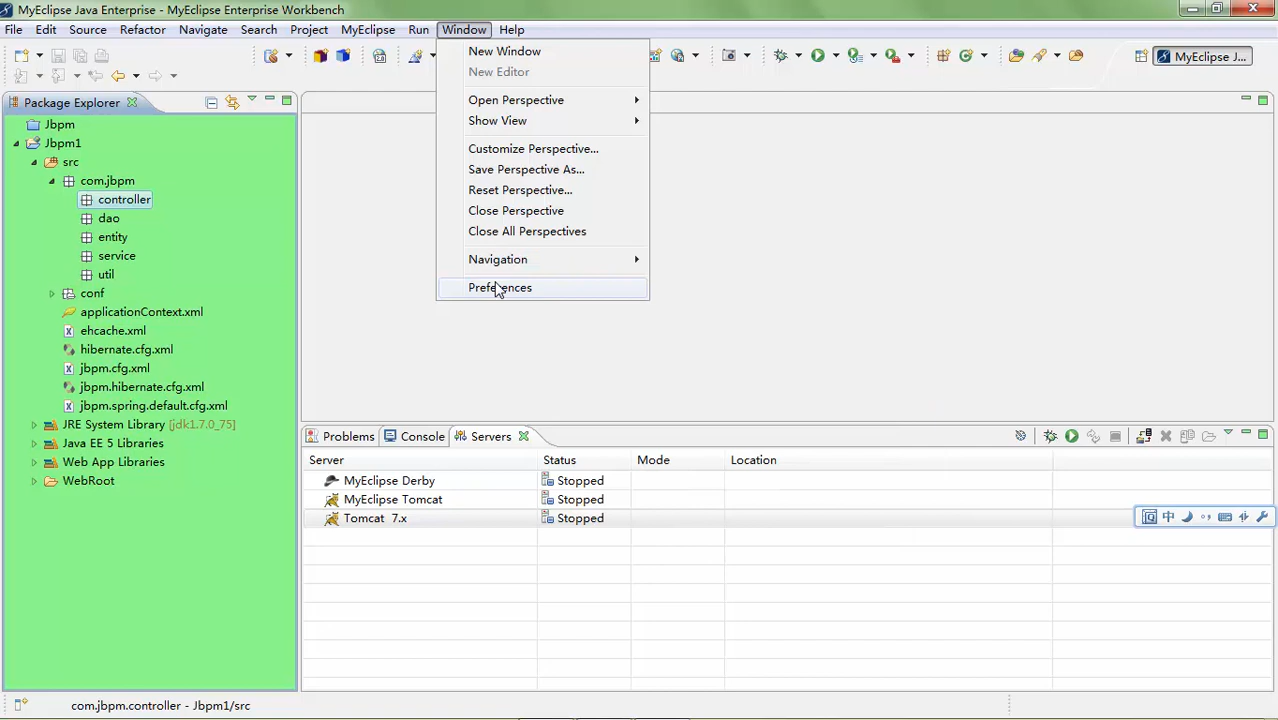 MyEclipse Java Enterprise - MyEclipse Enterprise Workbench
File Edit Source Refactor Navigate Search Project MyEclipse Run Window Help
MyEclipse J...
New Window
New Editor
Open Perspective
Show View
Customize Perspective...
Save Perspective As...
Reset Perspective...
Close Perspective
Close All Perspectives
Navigation
Preferences
Package Explorer
Jbpm
Jbpm1
src
com.jbpm
controller
dao
entity
service
util
conf
applicationContext.xml
ehcache.xml
hibernate.cfg.xml
jbpm.cfg.xml
jbpm.hibernate.cfg.xml
jbpm.spring.default.cfg.xml
JRE System Library [jdk1.7.0_75]
Java EE 5 Libraries
Web App Libraries
WebRoot
Problems Console Servers
Server Status Mode Location
MyEclipse Derby Stopped
MyEclipse Tomcat Stopped
Tomcat 7.x Stopped
中
com.jbpm.controller - Jbpm1/src